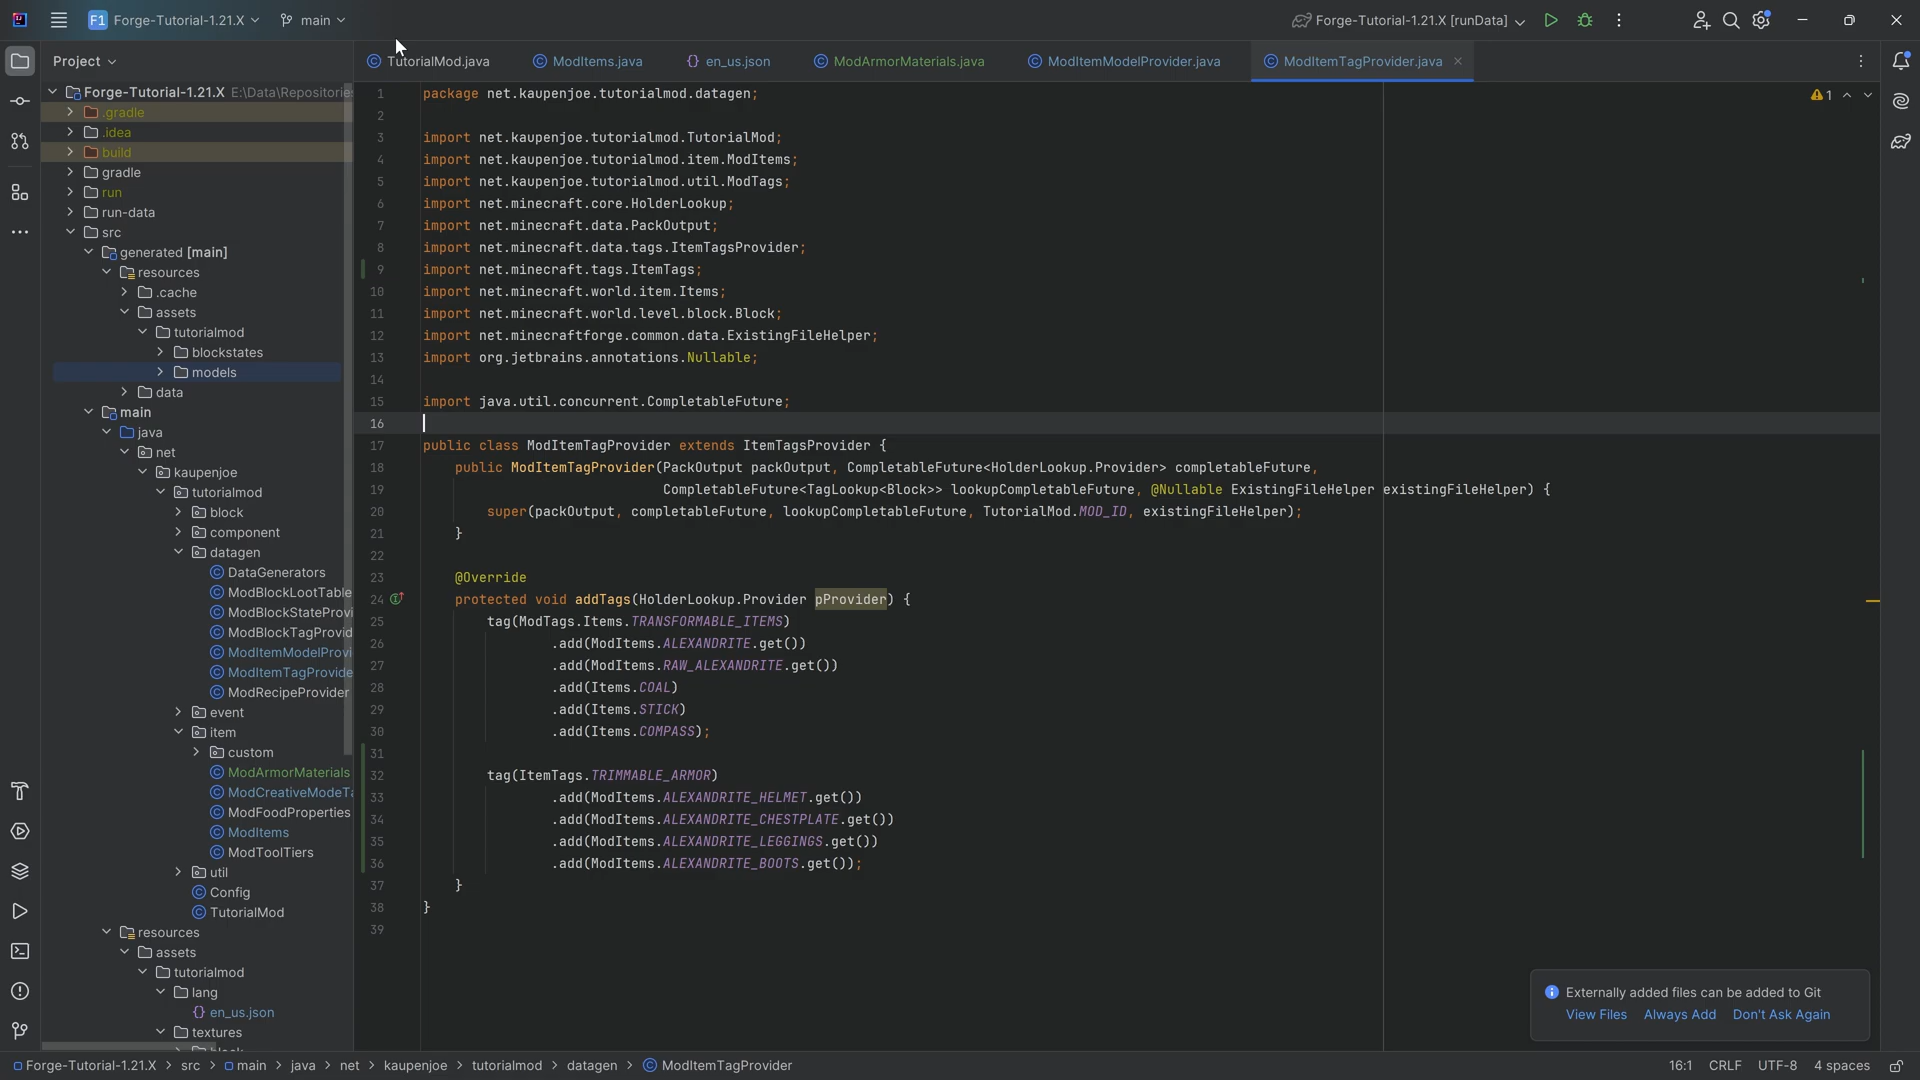 F1 Forge-Tutorial-1.21.X main Forge-Tutorial-1.21.X [runData]
Project
TutorialMod.java ModItems.java {} en_us.json ModArmorMaterials.java ModItemModelProvider.java ModItemTagProvider.java
Forge-Tutorial-1.21.X E:\Data\Repositories
.gradle
.idea
build
gradle
run
run-data
src
generated [main]
resources
.cache
assets
tutorialmod
blockstates
models
data
main
java
net
kaupenjoe
tutorialmod
block
component
datagen
DataGenerators
ModBlockLootTable
ModBlockStateProvi
ModBlockTagProvid
ModItemModelProvi
ModItemTagProvide
ModRecipeProvider
event
item
custom
ModArmorMaterials
ModCreativeModeTa
ModFoodProperties
ModItems
ModToolTiers
util
Config
TutorialMod
resources
assets
tutorialmod
lang
{} en_us.json
textures
1 package net.kaupenjoe.tutorialmod.datagen;
2
3 import net.kaupenjoe.tutorialmod.TutorialMod;
4 import net.kaupenjoe.tutorialmod.item.ModItems;
5 import net.kaupenjoe.tutorialmod.util.ModTags;
6 import net.minecraft.core.HolderLookup;
7 import net.minecraft.data.PackOutput;
8 import net.minecraft.data.tags.ItemTagsProvider;
9 import net.minecraft.tags.ItemTags;
10 import net.minecraft.world.item.Items;
11 import net.minecraft.world.level.block.Block;
12 import net.minecraftforge.common.data.ExistingFileHelper;
13 import org.jetbrains.annotations.Nullable;
14
15 import java.util.concurrent.CompletableFuture;
16
17 public class ModItemTagProvider extends ItemTagsProvider {
18 public ModItemTagProvider(PackOutput packOutput, CompletableFuture<HolderLookup.Provider> completableFuture,
19 CompletableFuture<TagLookup<Block>> lookupCompletableFuture, @Nullable ExistingFileHelper existingFileHelper) {
20 super(packOutput, completableFuture, lookupCompletableFuture, TutorialMod.MOD_ID, existingFileHelper);
21 }
22
23 @Override
24 protected void addTags(HolderLookup.Provider pProvider) {
25 tag(ModTags.Items.TRANSFORMABLE_ITEMS)
26 .add(ModItems.ALEXANDRITE.get())
27 .add(ModItems.RAW_ALEXANDRITE.get())
28 .add(Items.COAL)
29 .add(Items.STICK)
30 .add(Items.COMPASS);
31
32 tag(ItemTags.TRIMMABLE_ARMOR)
33 .add(ModItems.ALEXANDRITE_HELMET.get())
34 .add(ModItems.ALEXANDRITE_CHESTPLATE.get())
35 .add(ModItems.ALEXANDRITE_LEGGINGS.get())
36 .add(ModItems.ALEXANDRITE_BOOTS.get());
37 }
38 }
39
1
Externally added files can be added to Git
View Files Always Add Don't Ask Again
Forge-Tutorial-1.21.X > src > main > java > net > kaupenjoe > tutorialmod > datagen > ModItemTagProvider 16:1 CRLF UTF-8 4 spaces